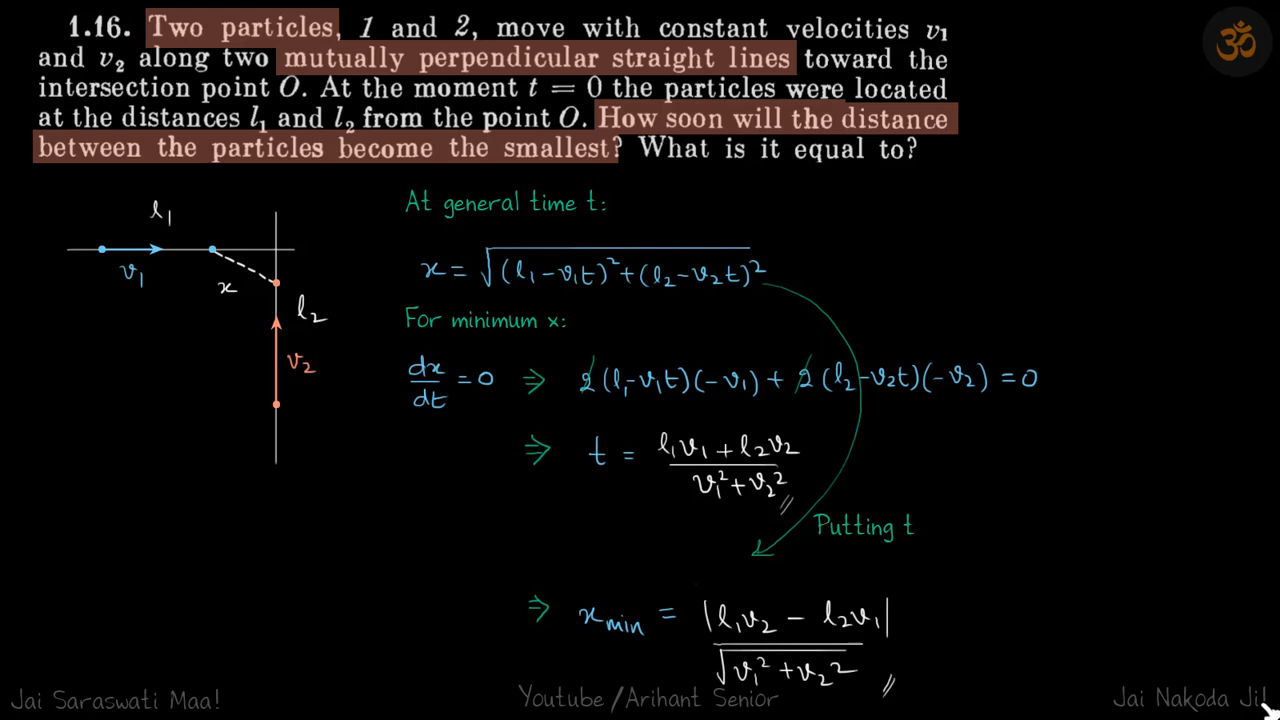 1.16. Two particles, 1 and 2, move with constant velocities v₁
and v₂ along two mutually perpendicular straight lines toward the
intersection point O. At the moment t = 0 the particles were located
at the distances l₁ and l₂ from the point O. How soon will the distance
between the particles become the smallest? What is it equal to?
ॐ
l₁
v₁
x
l₂
v₂
At general time t:
x = √((l₁-v₁t)²+(l₂-v₂t)²)
For minimum x:
dx/dt = 0 ⇒ 2(l₁-v₁t)(-v₁) + 2(l₂-v₂t)(-v₂) = 0
⇒ t = (l₁v₁+l₂v₂)/(v₁²+v₂²)
Putting t
⇒ x min = |l₁v₂ - l₂v₁|/√(v₁²+v₂²)
Jai Saraswati Maa!
Youtube /Arihant Senior
Jai Nakoda Ji!